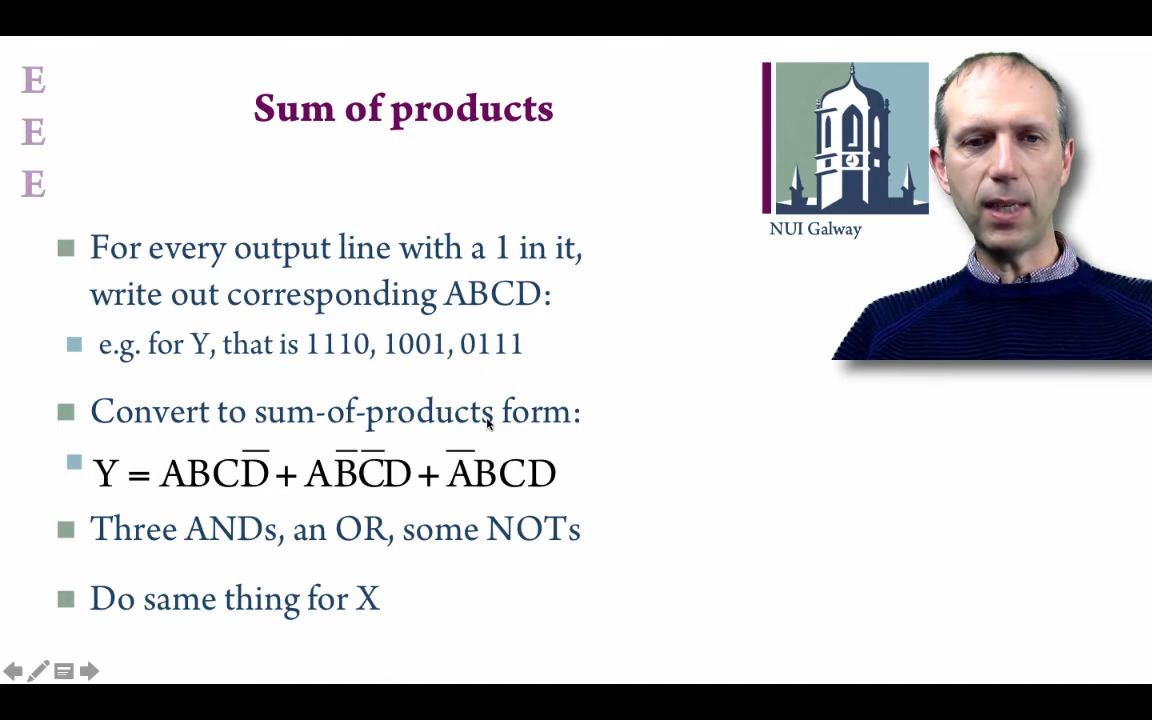 E
E
E
Sum of products
NUI Galway
For every output line with a 1 in it,
write out corresponding ABCD:
e.g. for Y, that is 1110, 1001, 0111
Convert to sum-of-products form:
Y = ABCD̅ + AB̅C̅D + A̅BCD
Three ANDs, an OR, some NOTs
Do same thing for X